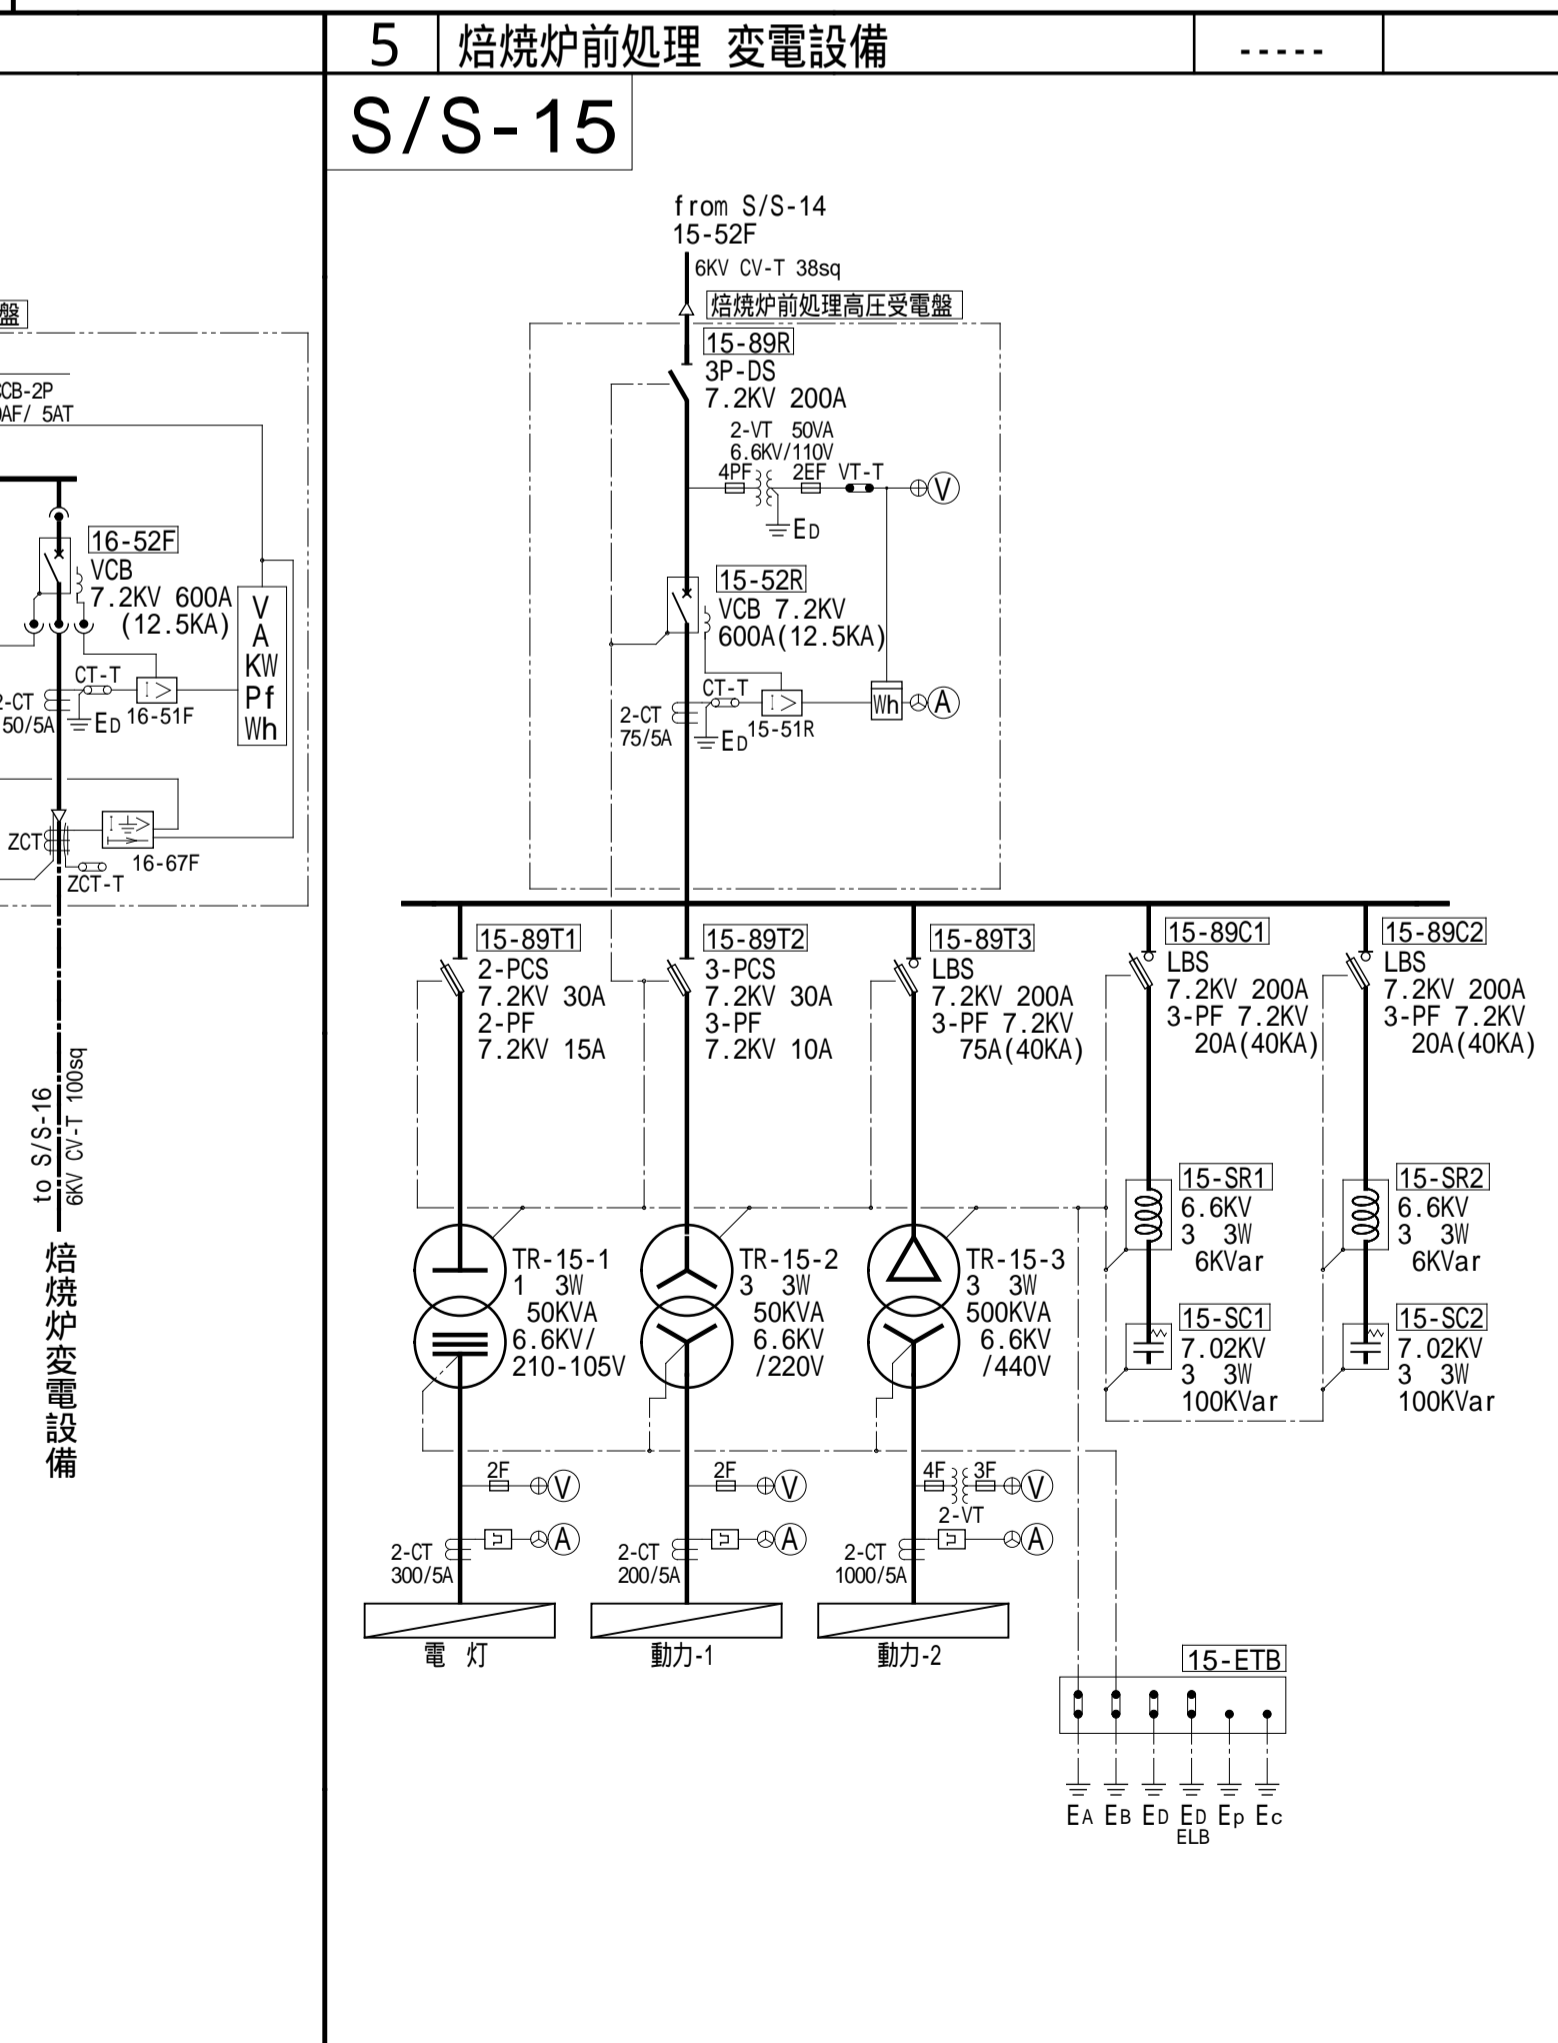 5
焙焼炉前処理 変電設備
-----
S/S-15
from S/S-14
15-52F
6KV CV-T 38sq
焙焼炉前処理高圧受電盤
15-89R
3P-DS
7.2KV 200A
2-VT 50VA
6.6KV/110V
4PF
2EF
VT-T
V
ED
15-52R
VCB 7.2KV
600A(12.5KA)
CT-T
2-CT
75/5A
ED
15-51R
I>
Wh
A
盤
CB-2P
AF/ 5AT
16-52F
VCB
7.2KV 600A
(12.5KA)
V
A
KW
Pf
Wh
CT-T
I>
2-CT
50/5A
ED
16-51F
ZCT
I
>
16-67F
ZCT-T
to S/S-16
6KV CV-T 100sq
焙焼炉変電設備
15-89T1
2-PCS
7.2KV 30A
2-PF
7.2KV 15A
15-89T2
3-PCS
7.2KV 30A
3-PF
7.2KV 10A
15-89T3
LBS
7.2KV 200A
3-PF 7.2KV
75A(40KA)
15-89C1
LBS
7.2KV 200A
3-PF 7.2KV
20A(40KA)
15-89C2
LBS
7.2KV 200A
3-PF 7.2KV
20A(40KA)
15-SR1
6.6KV
3 3W
6KVar
15-SR2
6.6KV
3 3W
6KVar
TR-15-1
1 3W
50KVA
6.6KV/
210-105V
TR-15-2
3 3W
50KVA
6.6KV
/220V
TR-15-3
3 3W
500KVA
6.6KV
/440V
15-SC1
7.02KV
3 3W
100KVar
15-SC2
7.02KV
3 3W
100KVar
2F
V
2-CT
300/5A
A
電 灯
2F
V
2-CT
200/5A
A
動力-1
4F
3F
V
2-VT
2-CT
1000/5A
A
動力-2
15-ETB
EA EB ED ED Ep Ec
ELB